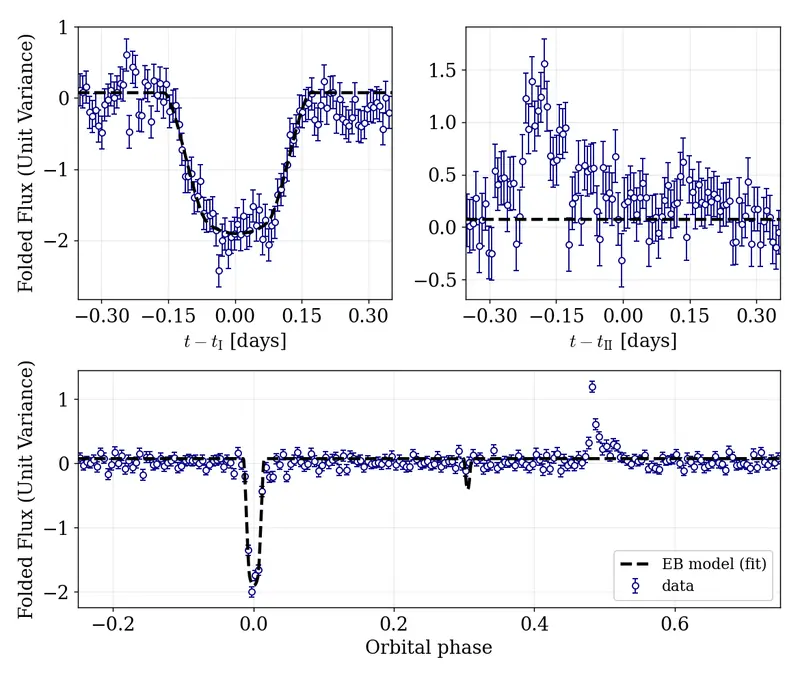 Folded Flux (Unit Variance)
1
0
−1
−2
−0.30 −0.15 0.00 0.15 0.30
t − t_I [days]
1.5
1.0
0.5
0.0
−0.5
−0.30 −0.15 0.00 0.15 0.30
t − t_II [days]
Folded Flux (Unit Variance)
1
0
−1
−2
−0.2 0.0 0.2 0.4 0.6
Orbital phase
EB model (fit)
data